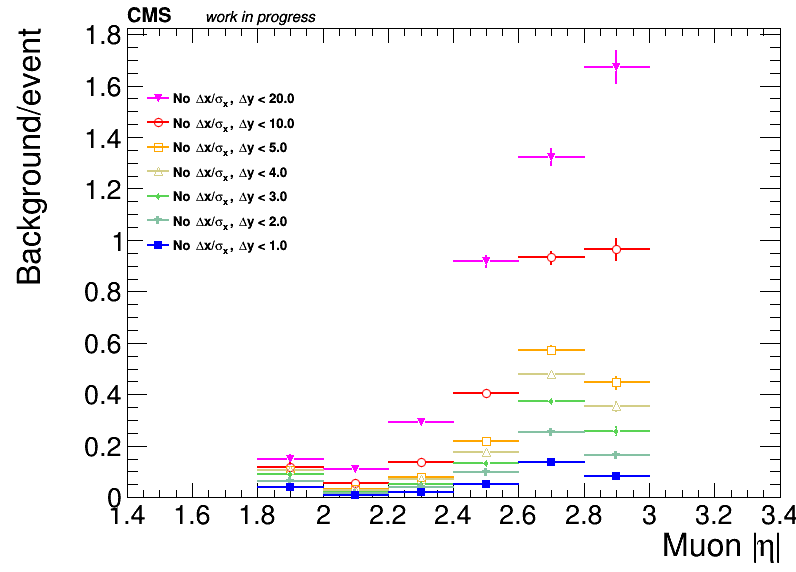 CMS work in progress
Background/event
1.8
1.6
1.4
1.2
1
0.8
0.6
0.4
0.2
0
No Δx/σx, Δy < 20.0
No Δx/σx, Δy < 10.0
No Δx/σx, Δy < 5.0
No Δx/σx, Δy < 4.0
No Δx/σx, Δy < 3.0
No Δx/σx, Δy < 2.0
No Δx/σx, Δy < 1.0
1.4 1.6 1.8 2 2.2 2.4 2.6 2.8 3 3.2 3.4
Muon |η|